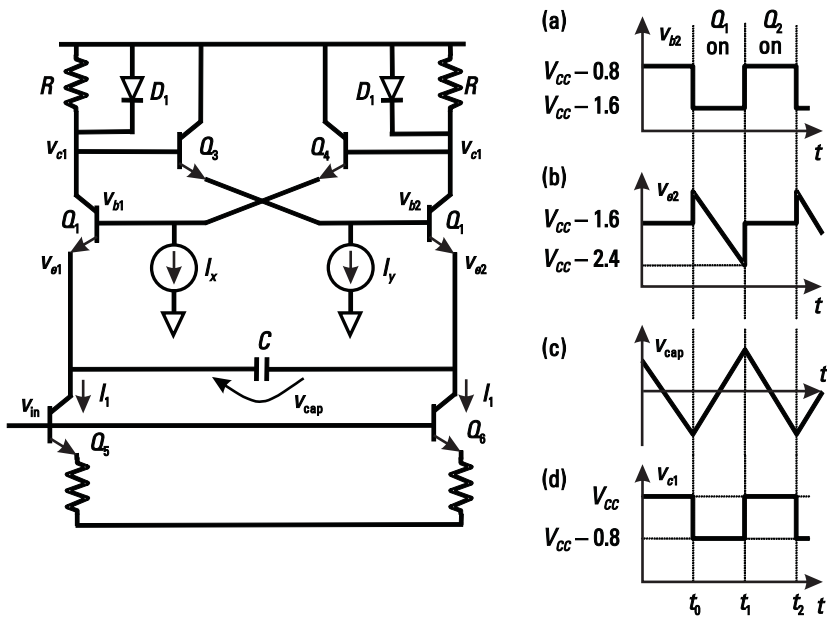 R
D1
D1
R
vc1
Q3
Q4
vc1
Q1
vb1
vb2
Q1
ve1
Ix
Iy
ve2
C
I1
vcap
I1
vin
Q5
Q6
(a)
vb2
Q1 on
Q2 on
VCC – 0.8
VCC – 1.6
t
(b)
ve2
VCC – 1.6
VCC – 2.4
t
(c)
vcap
t
(d)
vc1
VCC
VCC – 0.8
t0
t1
t2
t